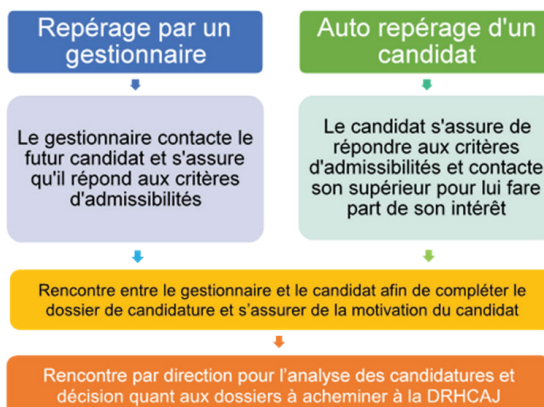 Repérage par un
gestionnaire
Auto repérage d'un
candidat
Le gestionnaire contacte le
futur candidat et s'assure
qu'il répond aux critères
d'admissibilités
Le candidat s'assure de
répondre aux critères
d'admissibilités et contacte
son supérieur pour lui fare
part de son intérêt
Rencontre entre le gestionnaire et le candidat afin de compléter le
dossier de candidature et s'assurer de la motivation du candidat
Rencontre par direction pour l'analyse des candidatures et
décision quant aux dossiers à acheminer à la DRHCAJ